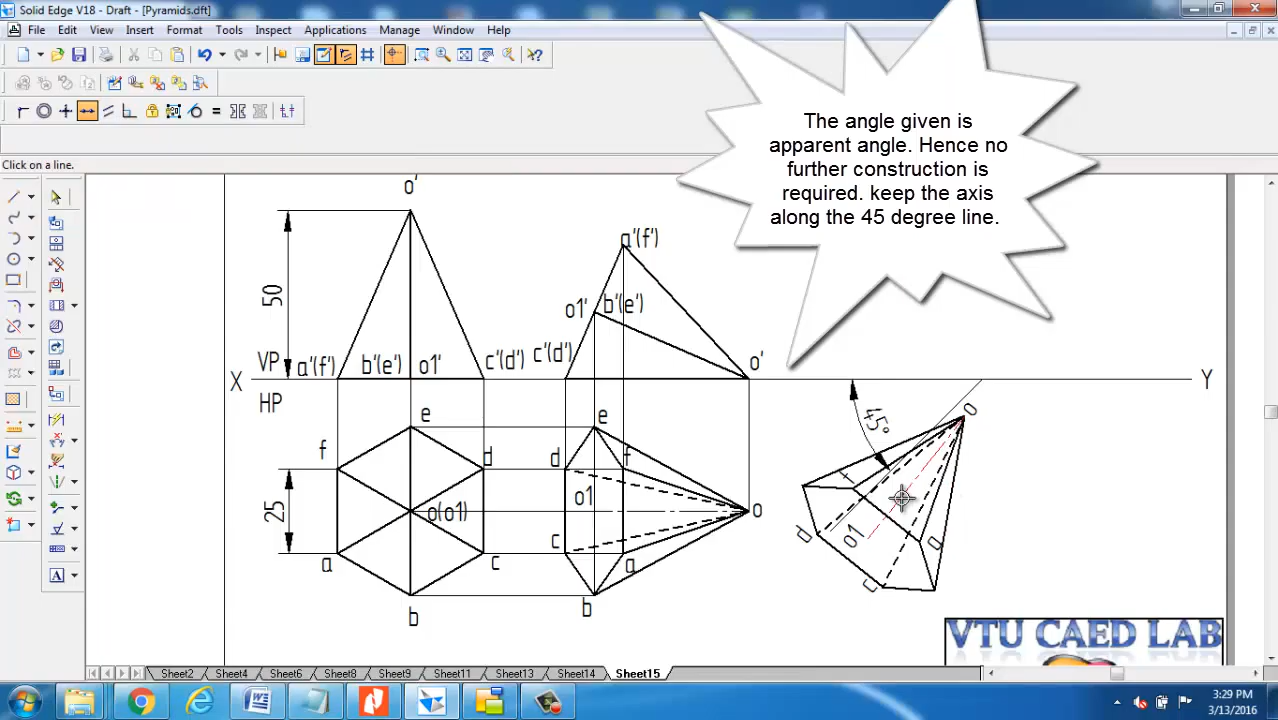 Solid Edge V18 - Draft - [Pyramids.dft]
File Edit View Insert Format Tools Inspect Applications Manage Window Help
Click on a line.
The angle given is
apparent angle. Hence no
further construction is
required. keep the axis
along the 45 degree line.
o'
50
a'(f')
b'(e')
o1'
c'(d')
a'(f')
o1'
b'(e')
c'(d')
o'
X
VP
HP
Y
e
f
d
o(o1)
25
a
c
b
e
d
f
o1
o
c
a
b
45°
o
f
d
o1
a
c
VTU CAED LAB
Sheet2 Sheet4 Sheet6 Sheet8 Sheet9 Sheet11 Sheet13 Sheet14 Sheet15
3:29 PM
3/13/2016